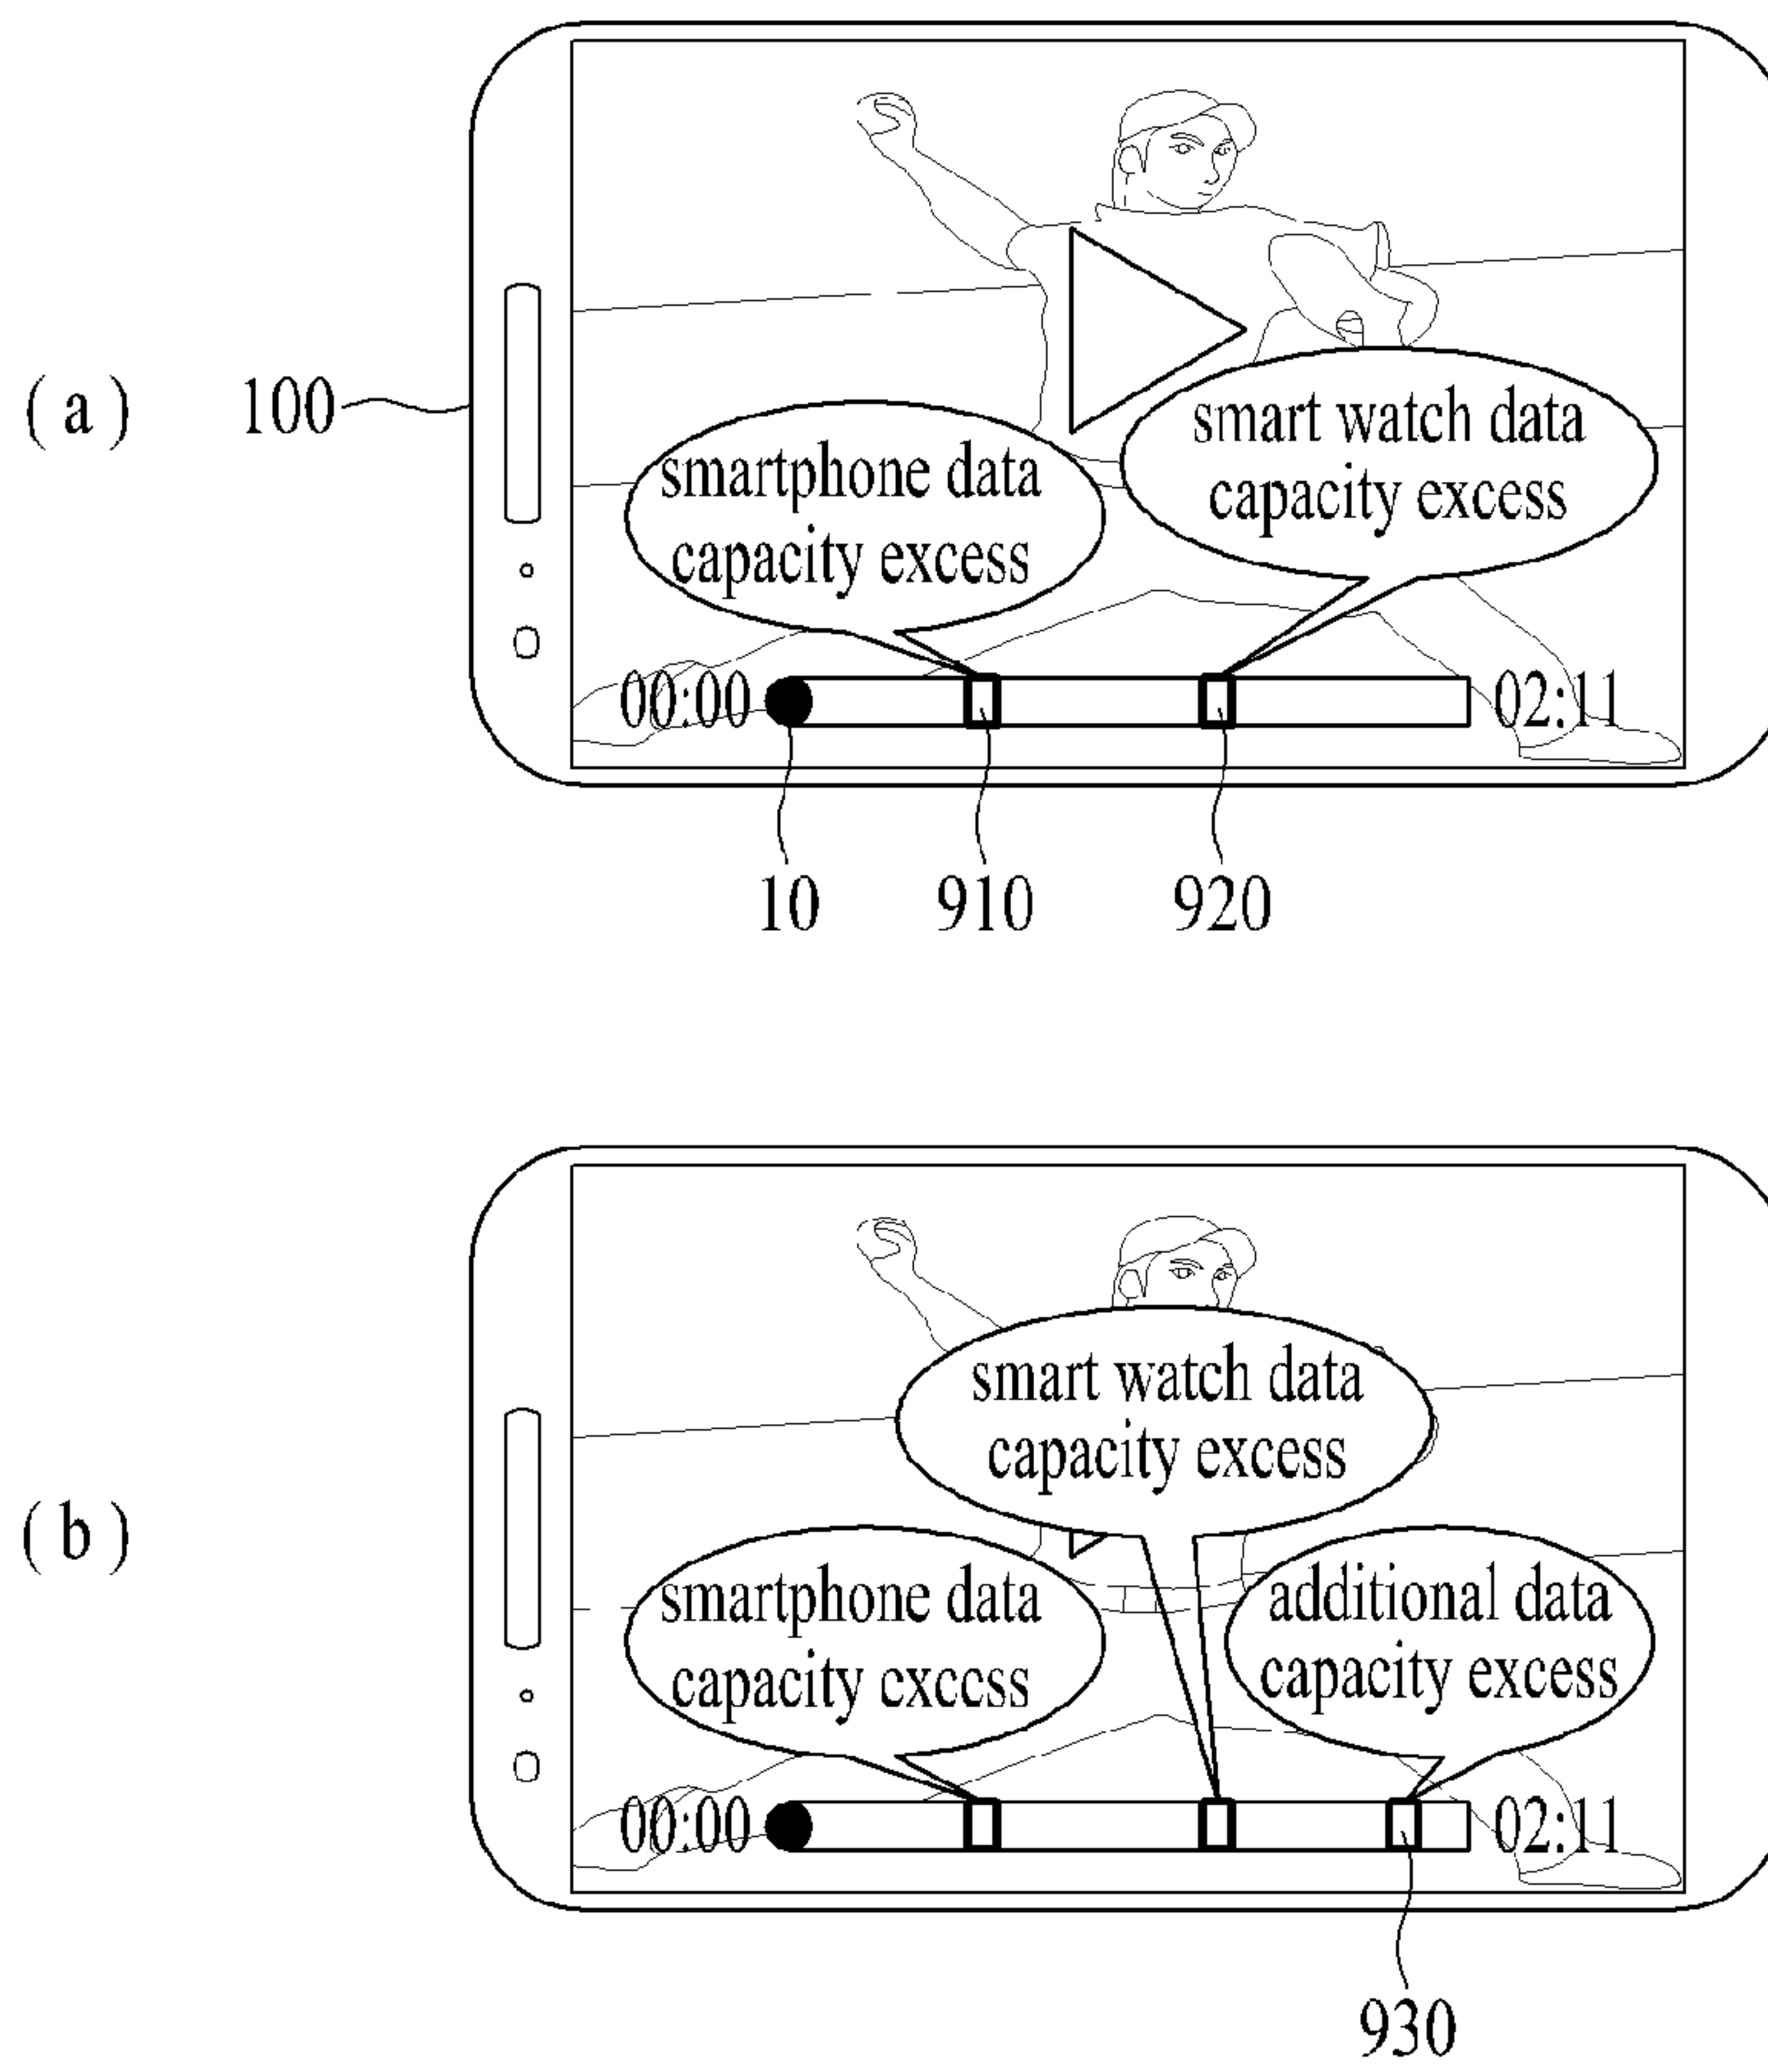 (a)
100
smartphone data
capacity excess
smart watch data
capacity excess
00:00
02:11
10
910
920
(b)
smart watch data
capacity excess
smartphone data
capacity excess
additional data
capacity excess
00:00
02:11
930